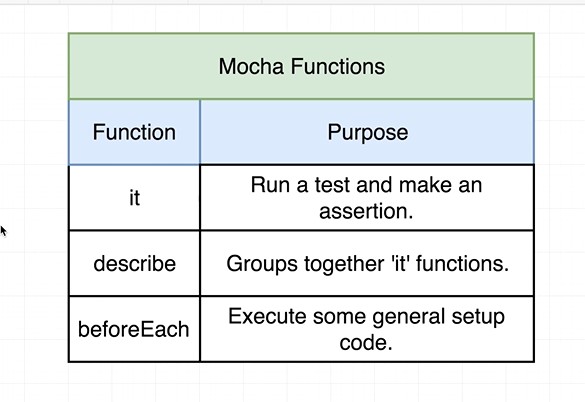 Mocha Functions
Function
Purpose
it
Run a test and make an
assertion.
describe
Groups together 'it' functions.
beforeEach
Execute some general setup
code.